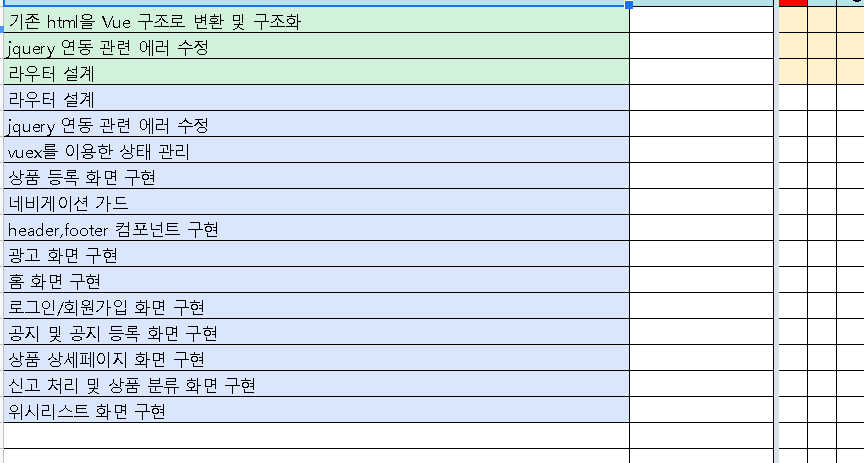 기존 html을 Vue 구조로 변환 및 구조화
jquery 연동 관련 에러 수정
라우터 설계
라우터 설계
jquery 연동 관련 에러 수정
vuex를 이용한 상태 관리
상품 등록 화면 구현
네비게이션 가드
header,footer 컴포넌트 구현
광고 화면 구현
홈 화면 구현
로그인/회원가입 화면 구현
공지 및 공지 등록 화면 구현
상품 상세페이지 화면 구현
신고 처리 및 상품 분류 화면 구현
위시리스트 화면 구현